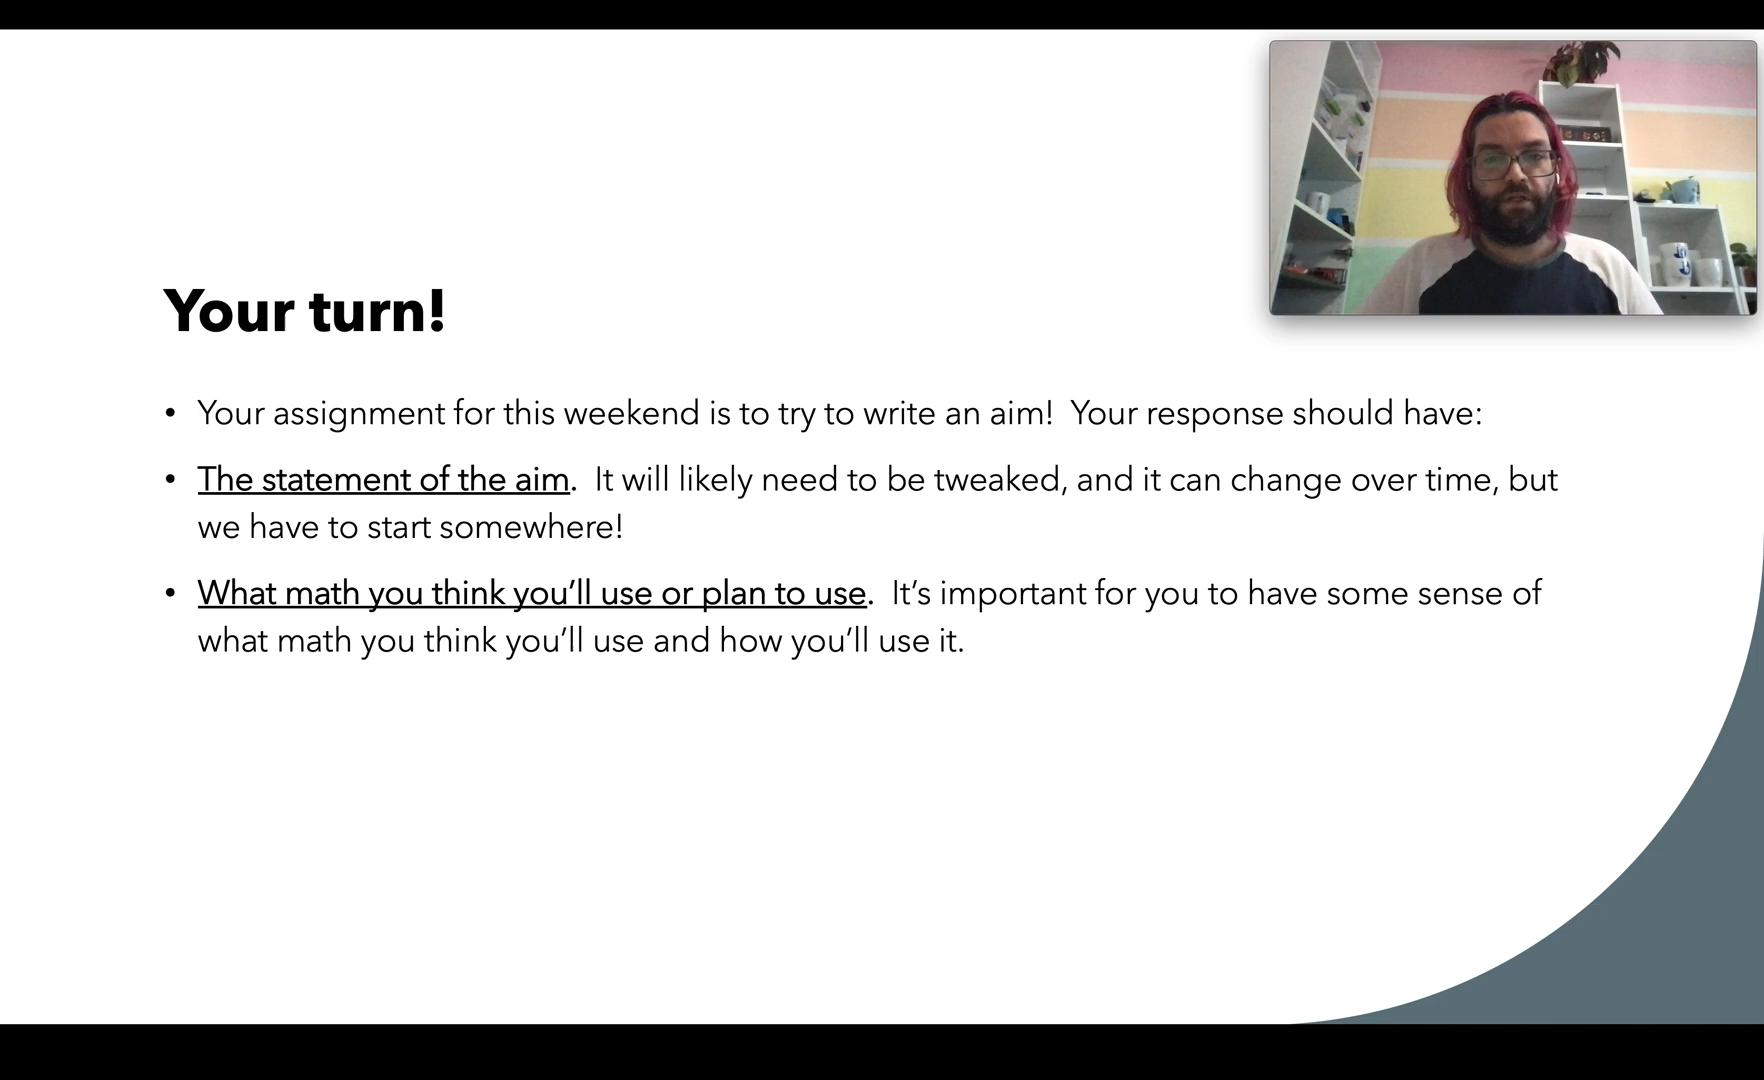 Your turn!
• Your assignment for this weekend is to try to write an aim!  Your response should have:
• The statement of the aim.  It will likely need to be tweaked, and it can change over time, but
we have to start somewhere!
• What math you think you’ll use or plan to use.  It’s important for you to have some sense of
what math you think you’ll use and how you’ll use it.